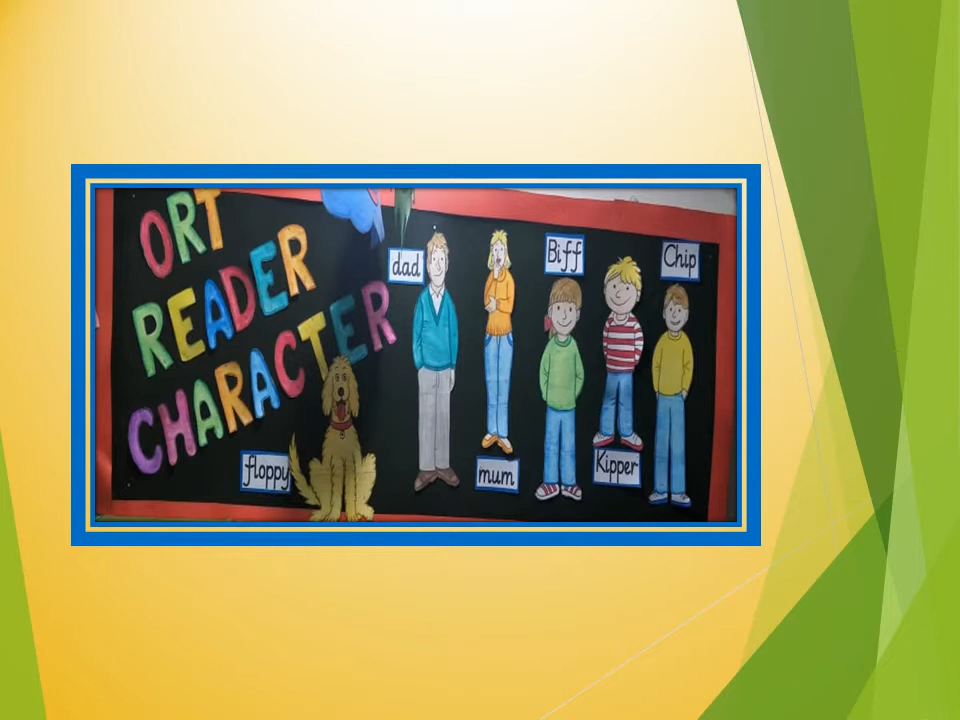 ORT
READER
CHARACTER
dad
Biff
Chip
floppy
mum
Kipper